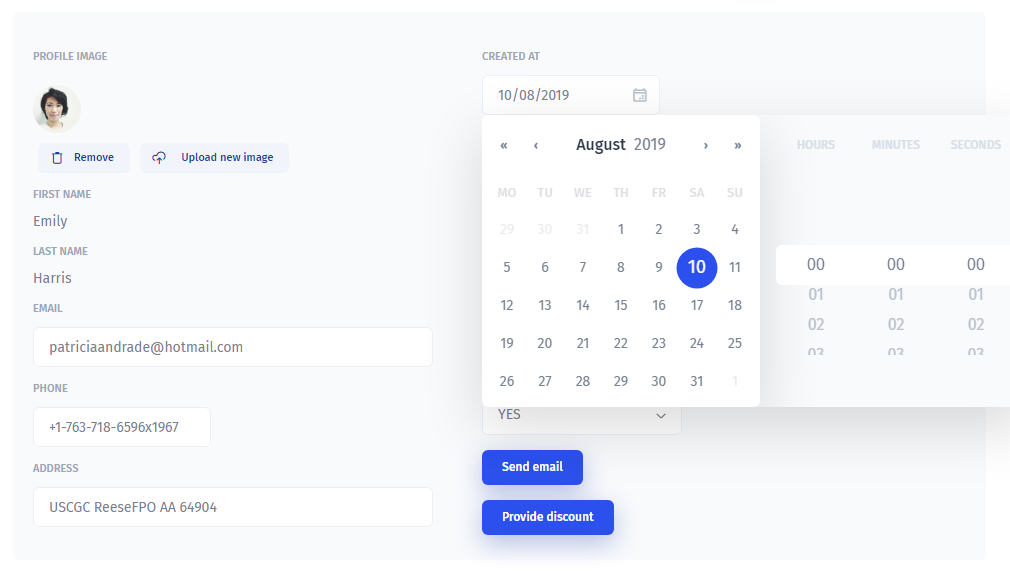 PROFILE IMAGE
Remove
Upload new image
FIRST NAME
Emily
LAST NAME
Harris
EMAIL
patriciaandrade@hotmail.com
PHONE
+1-763-718-6596x1967
ADDRESS
USCGC ReeseFPO AA 64904
CREATED AT
10/08/2019
« ‹ August 2019 › »
MO TU WE TH FR SA SU
29 30 31 1 2 3 4
5 6 7 8 9 10 11
12 13 14 15 16 17 18
19 20 21 22 23 24 25
26 27 28 29 30 31 1
HOURS MINUTES SECONDS
00 00 00
01 01 01
02 02 02
03 03 03
YES
Send email
Provide discount